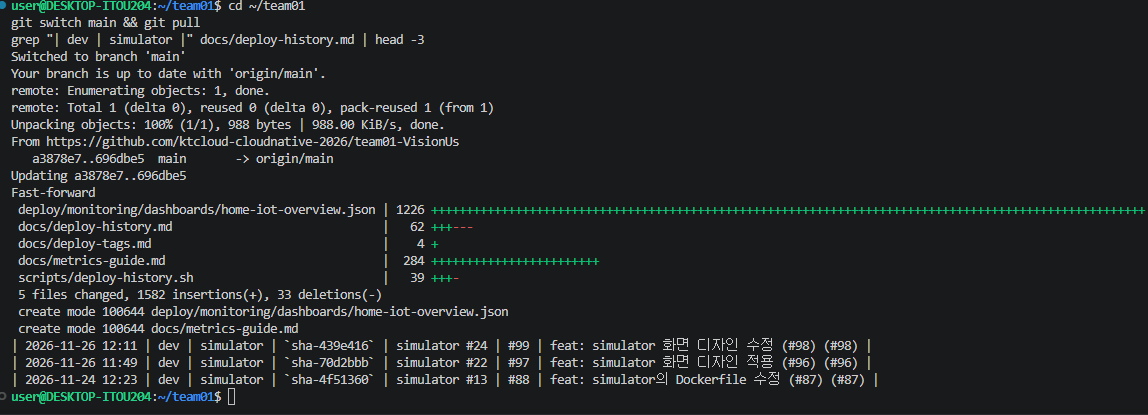 user@DESKTOP-ITOU204:~/team01$ cd ~/team01
git switch main && git pull
grep "| dev | simulator |" docs/deploy-history.md | head -3
Switched to branch 'main'
Your branch is up to date with 'origin/main'.
remote: Enumerating objects: 1, done.
remote: Total 1 (delta 0), reused 0 (delta 0), pack-reused 1 (from 1)
Unpacking objects: 100% (1/1), 988 bytes | 988.00 KiB/s, done.
From https://github.com/ktcloud-cloudnative-2026/team01-VisionUs
   a3878e7..696dbe5  main       -> origin/main
Updating a3878e7..696dbe5
Fast-forward
 deploy/monitoring/dashboards/home-iot-overview.json | 1226 ++++++++++++++++++++++++++++++++++++++++++++++++++++++++++++++++++++++++++++++++++++++++++++++++++++++
 docs/deploy-history.md                              |   62 +++---
 docs/deploy-tags.md                                 |    4 +
 docs/metrics-guide.md                               |  284 ++++++++++++++++++++++++
 scripts/deploy-history.sh                           |   39 +++-
 5 files changed, 1582 insertions(+), 33 deletions(-)
 create mode 100644 deploy/monitoring/dashboards/home-iot-overview.json
 create mode 100644 docs/metrics-guide.md
| 2026-11-26 12:11 | dev | simulator | `sha-439e416` | simulator #24 | #99 | feat: simulator 화면 디자인 수정 (#98) (#98) |
| 2026-11-26 11:49 | dev | simulator | `sha-70d2bbb` | simulator #22 | #97 | feat: simulator 화면 디자인 적용 (#96) (#96) |
| 2026-11-24 12:23 | dev | simulator | `sha-4f51360` | simulator #13 | #88 | feat: simulator의 Dockerfile 수정 (#87) (#87) |
user@DESKTOP-ITOU204:~/team01$